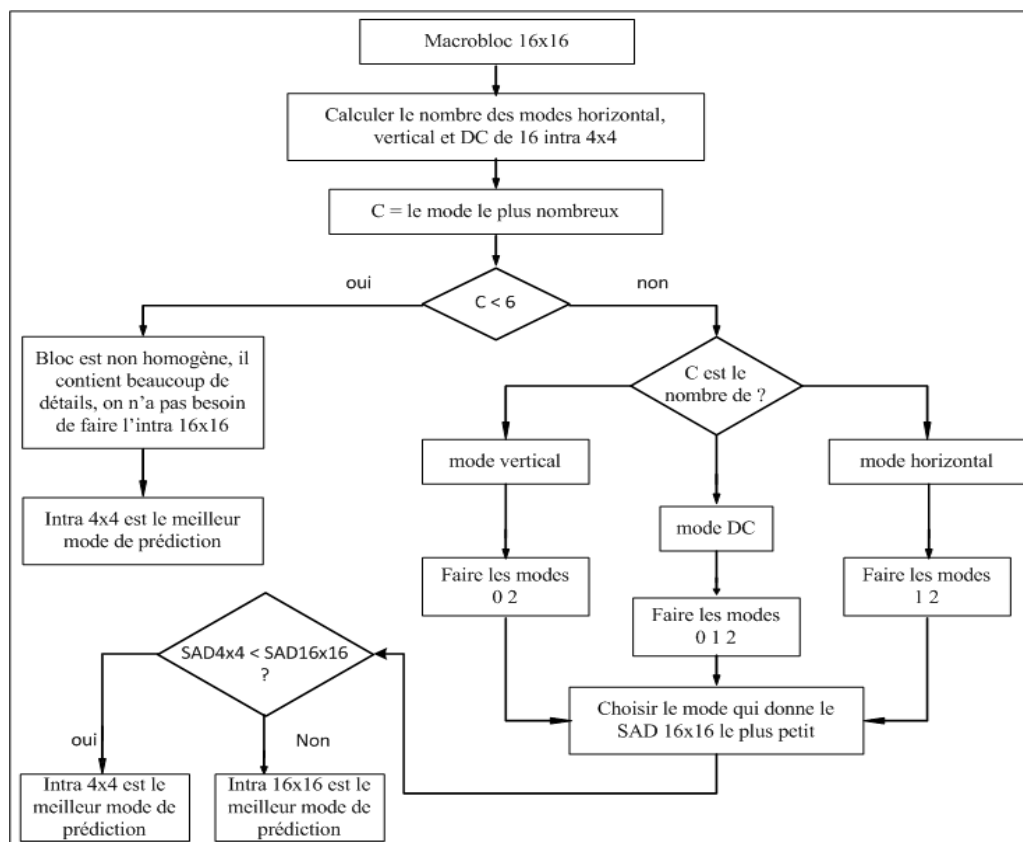 Macrobloc 16x16
Calculer le nombre des modes horizontal,
vertical et DC de 16 intra 4x4
C = le mode le plus nombreux
oui
non
C < 6
Bloc est non homogène, il
contient beaucoup de
détails, on n'a pas besoin
de faire l'intra 16x16
C est le
nombre de ?
mode vertical
mode horizontal
Intra 4x4 est le meilleur
mode de prédiction
mode DC
Faire les modes
0 2
Faire les modes
0 1 2
Faire les modes
1 2
SAD4x4 < SAD16x16
?
Choisir le mode qui donne le
SAD 16x16 le plus petit
oui
Non
Intra 4x4 est le
meilleur mode de
prédiction
Intra 16x16 est le
meilleur mode de
prédiction